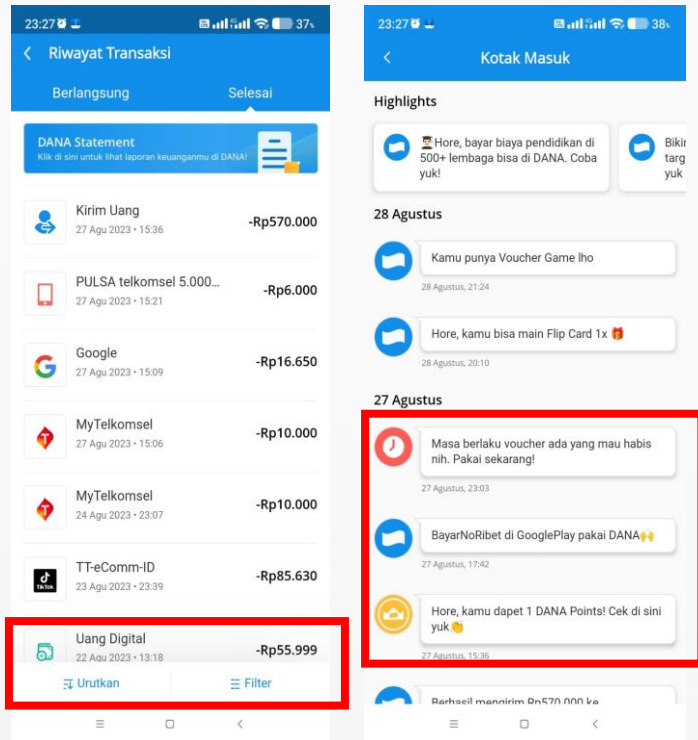 23:27
37%
Riwayat Transaksi
Berlangsung
Selesai
DANA Statement
Klik di sini untuk lihat laporan keuanganmu di DANA!
Kirim Uang
27 Agu 2023 • 15:36
-Rp570.000
PULSA telkomsel 5.000...
27 Agu 2023 • 15:21
-Rp6.000
Google
27 Agu 2023 • 15:09
-Rp16.650
MyTelkomsel
27 Agu 2023 • 15:06
-Rp10.000
MyTelkomsel
24 Agu 2023 • 23:07
-Rp10.000
TikTok
TT-eComm-ID
23 Agu 2023 • 23:39
-Rp85.630
Uang Digital
22 Agu 2023 • 13:18
-Rp55.999
Urutkan
Filter
23:27
38%
Kotak Masuk
Highlights
Hore, bayar biaya pendidikan di
500+ lembaga bisa di DANA. Coba
yuk!
Bikin
targ
yuk
28 Agustus
Kamu punya Voucher Game lho
28 Agustus, 21:24
Hore, kamu bisa main Flip Card 1x 🎁
28 Agustus, 20:10
27 Agustus
Masa berlaku voucher ada yang mau habis
nih. Pakai sekarang!
27 Agustus, 23:03
BayarNoRibet di GooglePlay pakai DANA🙌
27 Agustus, 17:42
Hore, kamu dapet 1 DANA Points! Cek di sini
yuk👏
27 Agustus, 15:36
Berhasil mengirim Rp570.000 ke